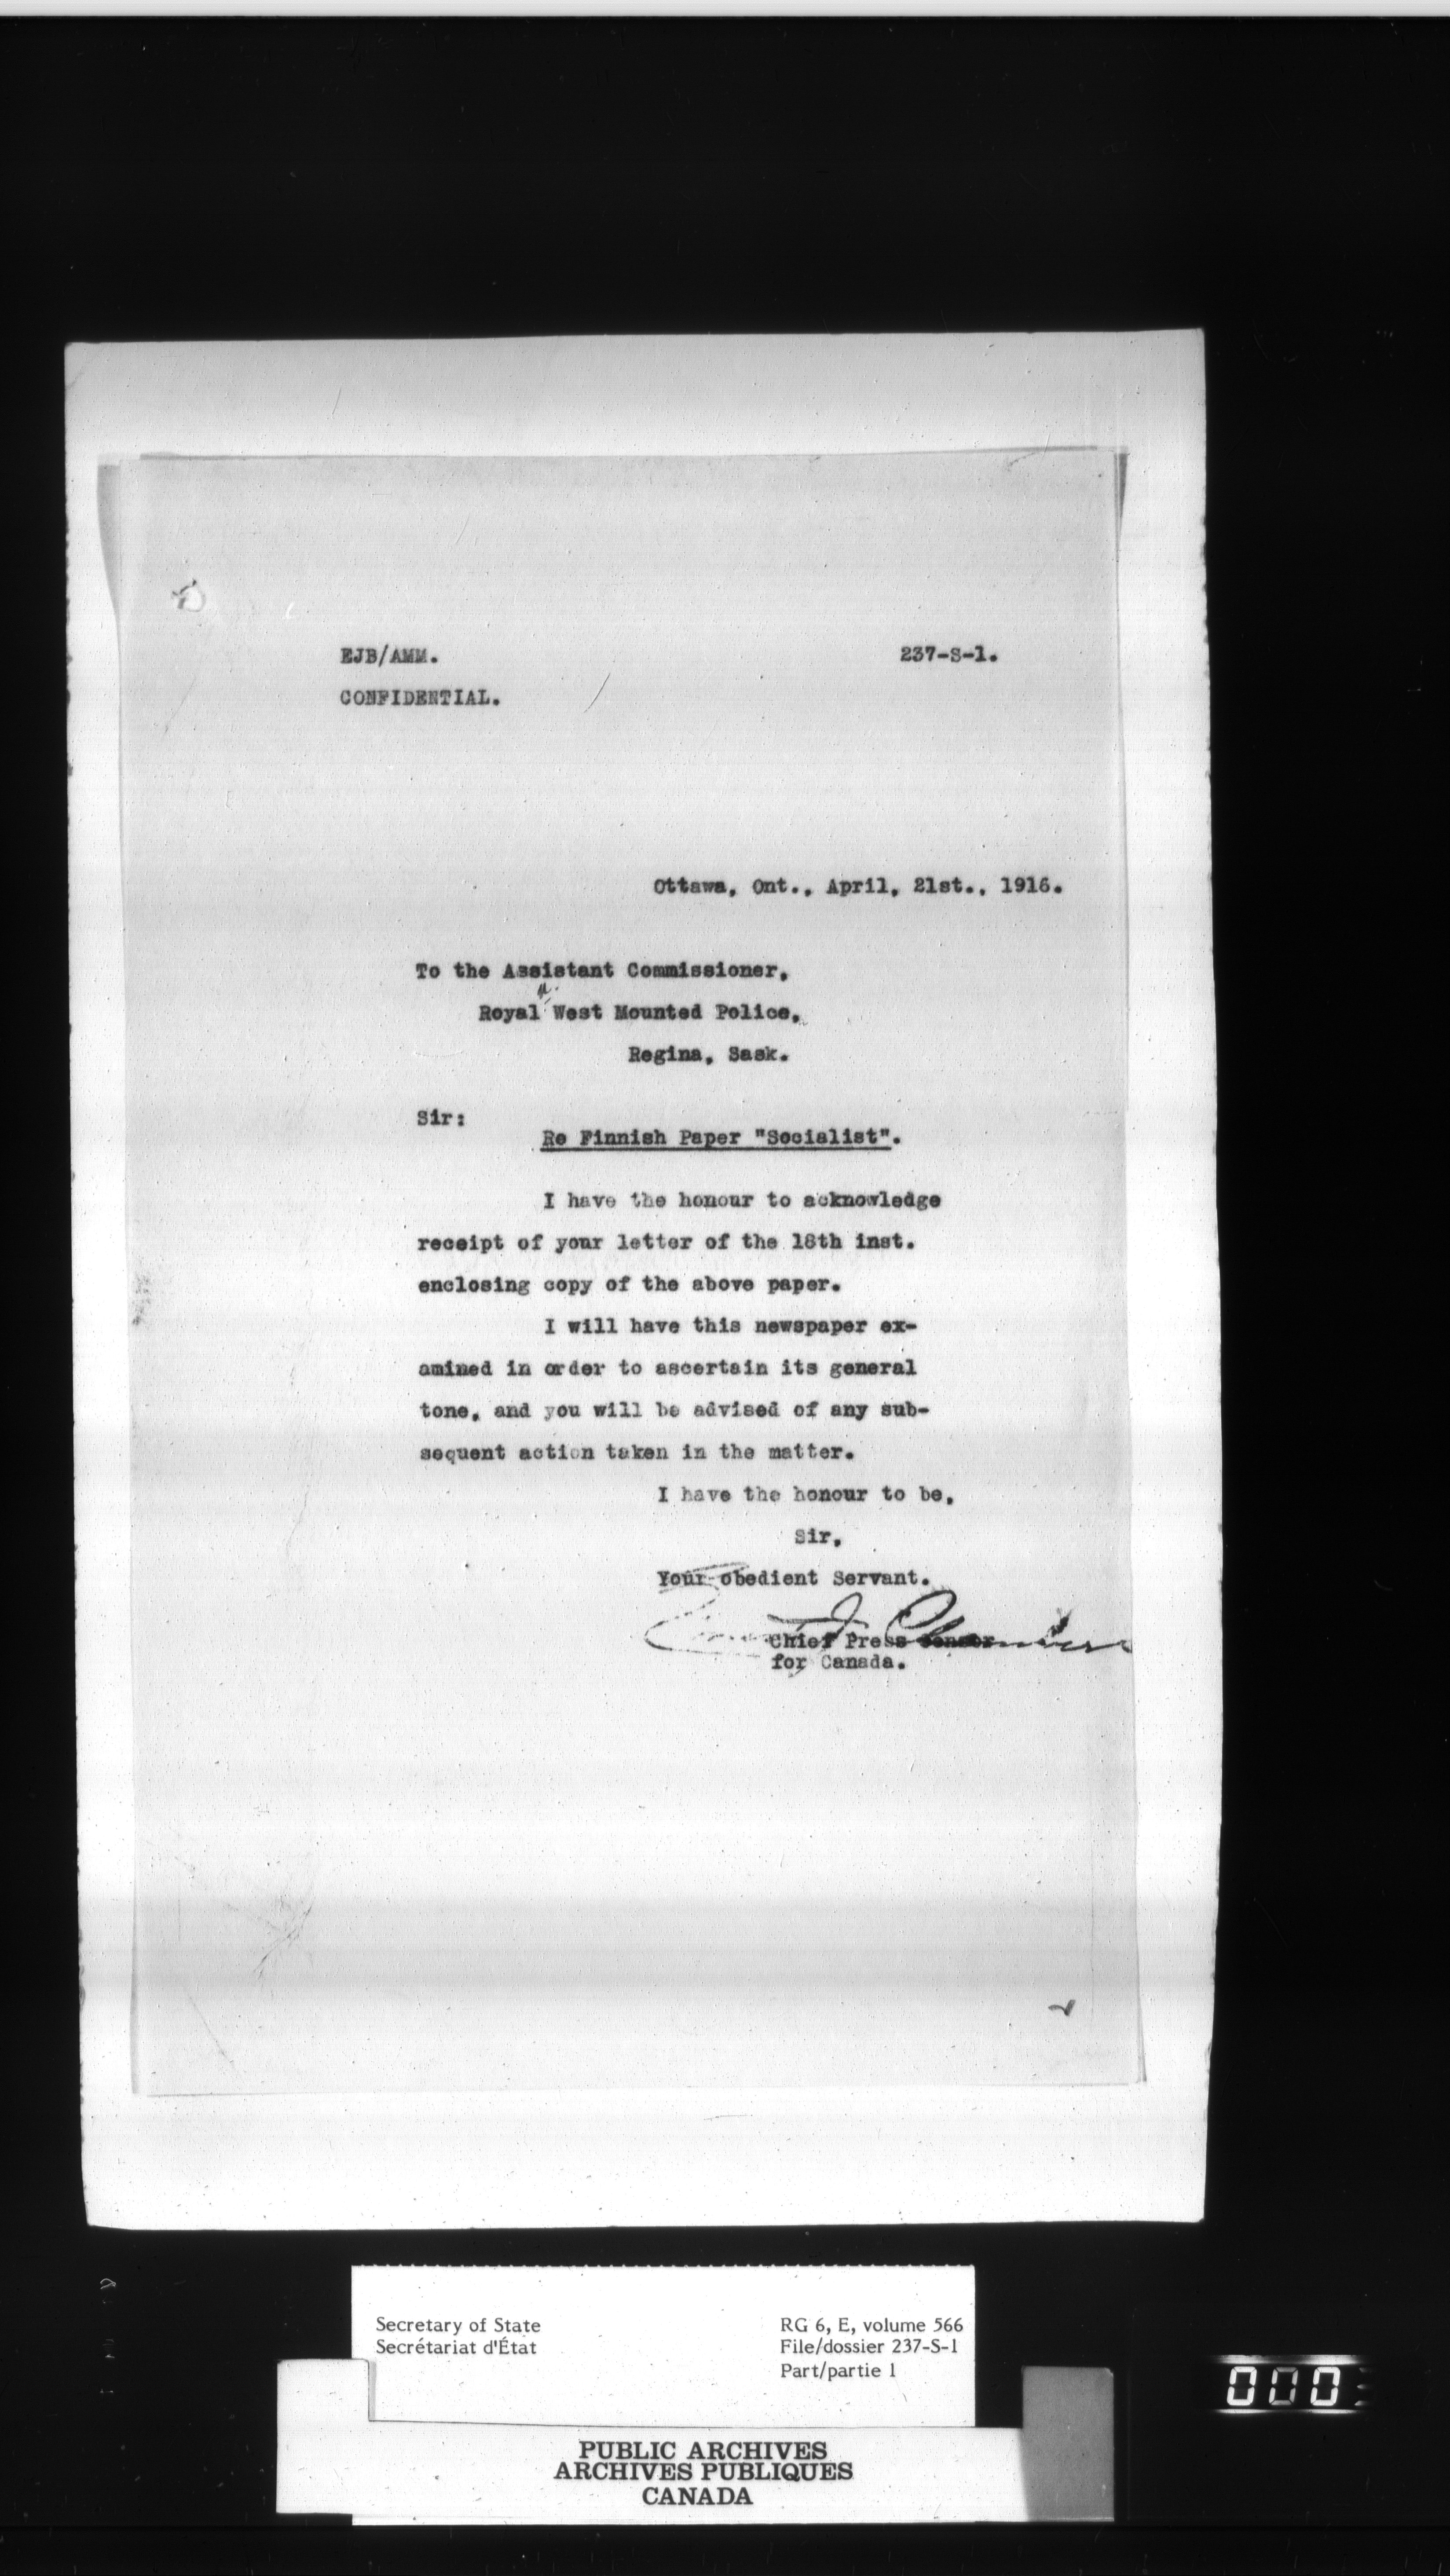 EJB/AMM. 237-S-1.
CONFIDENTIAL.
Ottawa, Ont., April, 21st., 1916.
To the Assistant Commissioner,
N.
Royal West Mounted Police,
Regina, Sask.
Sir:
Re Finnish Paper "Socialist".
I have the honour to acknowledge
receipt of your letter of the 18th inst.
enclosing copy of the above paper.
I will have this newspaper ex-
amined in order to ascertain its general
tone, and you will be advised of any sub-
sequent action taken in the matter.
I have the honour to be,
Sir,
Your obedient Servant.
Chief Press Censor
for Canada.
Secretary of State RG 6, E, volume 566
Secrétariat d'État File/dossier 237-S-1
Part/partie 1
000
PUBLIC ARCHIVES
ARCHIVES PUBLIQUES
CANADA